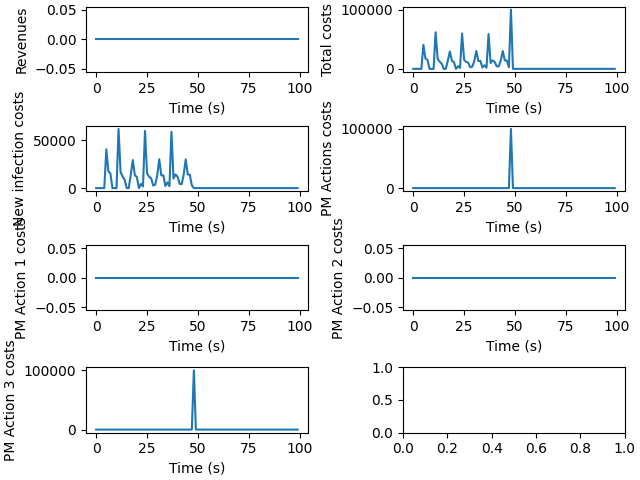 Revenues
0.05
0.00
−0.05
0 25 50 75 100
Time (s)
Total costs
100000
0
0 25 50 75 100
Time (s)
New infection costs
50000
0
0 25 50 75 100
Time (s)
PM Actions costs
100000
0
0 25 50 75 100
Time (s)
PM Action 1 costs
0.05
0.00
−0.05
0 25 50 75 100
Time (s)
PM Action 2 costs
0.05
0.00
−0.05
0 25 50 75 100
Time (s)
PM Action 3 costs
100000
0
0 25 50 75 100
Time (s)
1.0
0.5
0.0
0.0 0.2 0.4 0.6 0.8 1.0